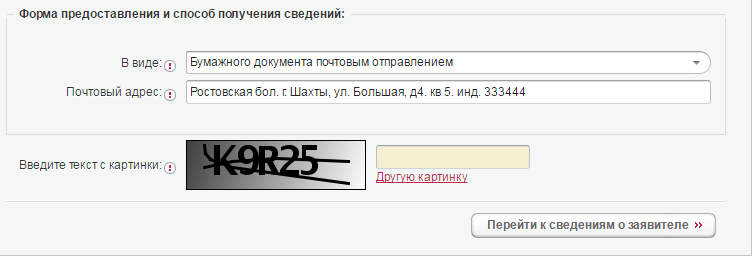 Форма предоставления и способ получения сведений:
В виде: Бумажного документа почтовым отправлением
Почтовый адрес: Ростовская бол. г. Шахты, ул. Большая, д4. кв 5. инд. 333444
Введите текст с картинки: K9R25
Другую картинку
Перейти к сведениям о заявителе »